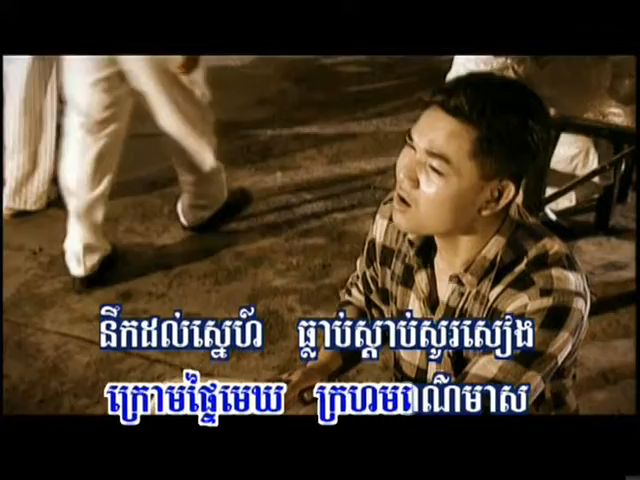 នឹកដល់ស្នេហ៍ ធ្លាប់ស្ដាប់សូរសៀង
ក្រោមផ្ទៃមេឃ ក្រហមពណ៌មាស